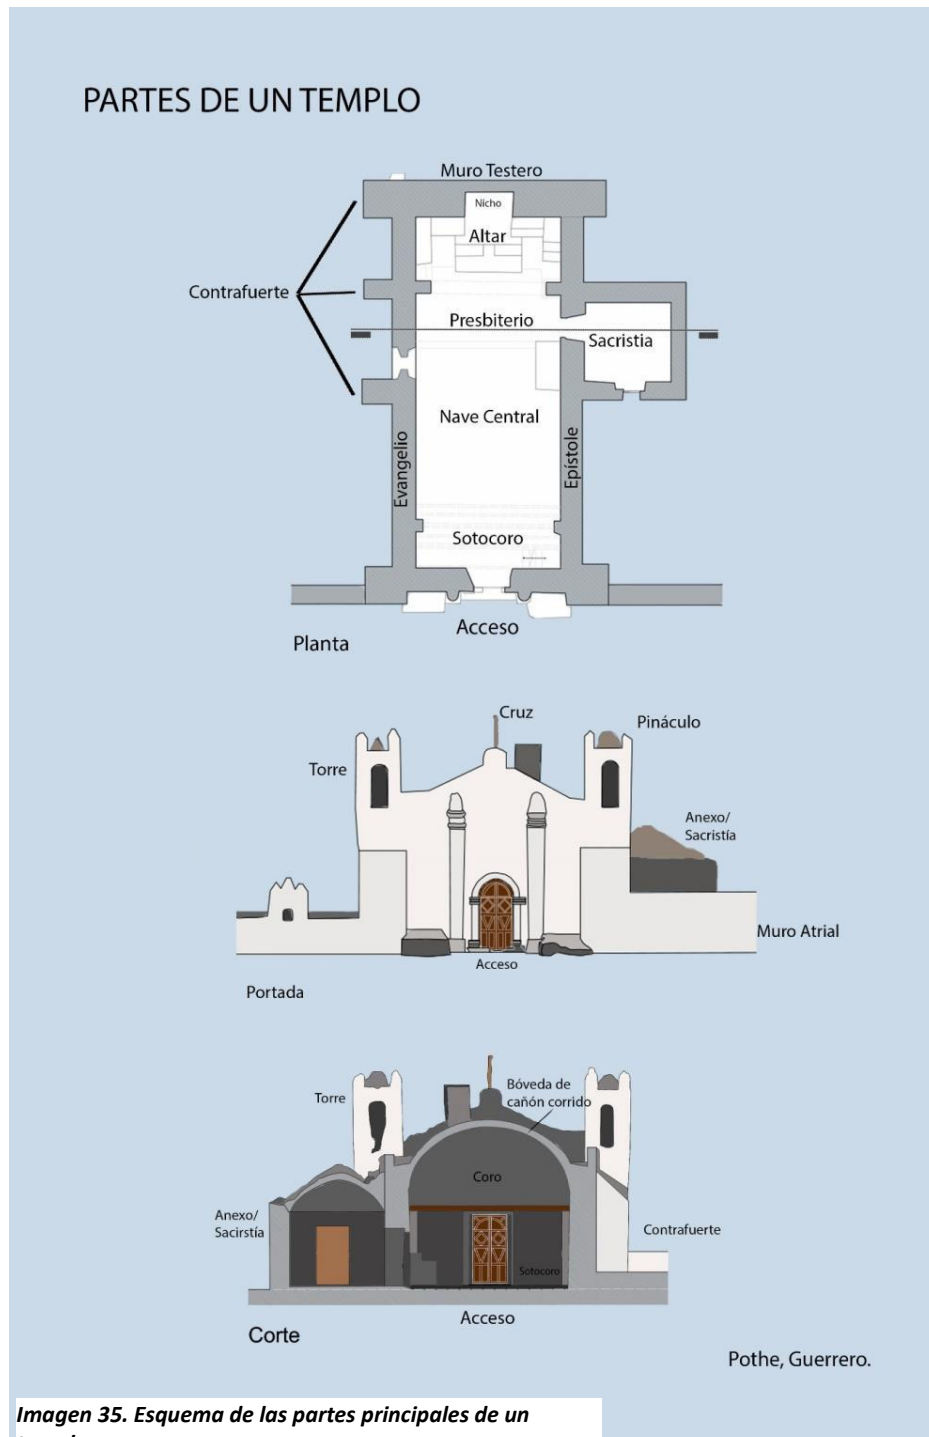 PARTES DE UN TEMPLO
Muro Testero
Nicho
Altar
Contrafuerte
Presbiterio
Sacristia
Nave Central
Evangelio
Epístole
Sotocoro
Acceso
Planta
Cruz
Pináculo
Torre
Anexo/
Sacristía
Muro Atrial
Acceso
Portada
Bóveda de
cañón corrido
Torre
Coro
Anexo/
Sacirstía
Contrafuerte
Sotocoro
Acceso
Corte
Pothe, Guerrero.
Imagen 35. Esquema de las partes principales de un